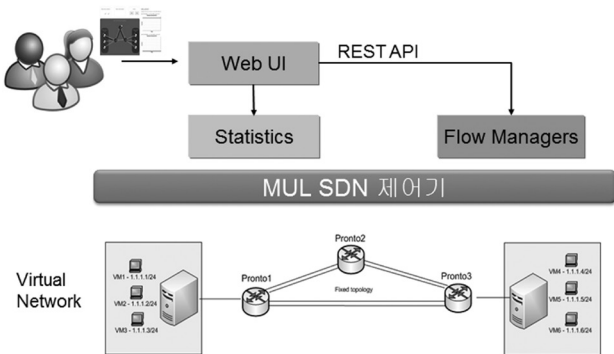 Web UI
REST API
Statistics
Flow Managers
MUL SDN 제어기
Virtual
Network
VM1 - 1.1.1.1/24
VM2 - 1.1.1.2/24
VM3 - 1.1.1.3/24
Pronto1
Pronto2
Pronto3
Fixed topology
VM4 - 1.1.1.4/24
VM5 - 1.1.1.5/24
VM6 - 1.1.1.6/24